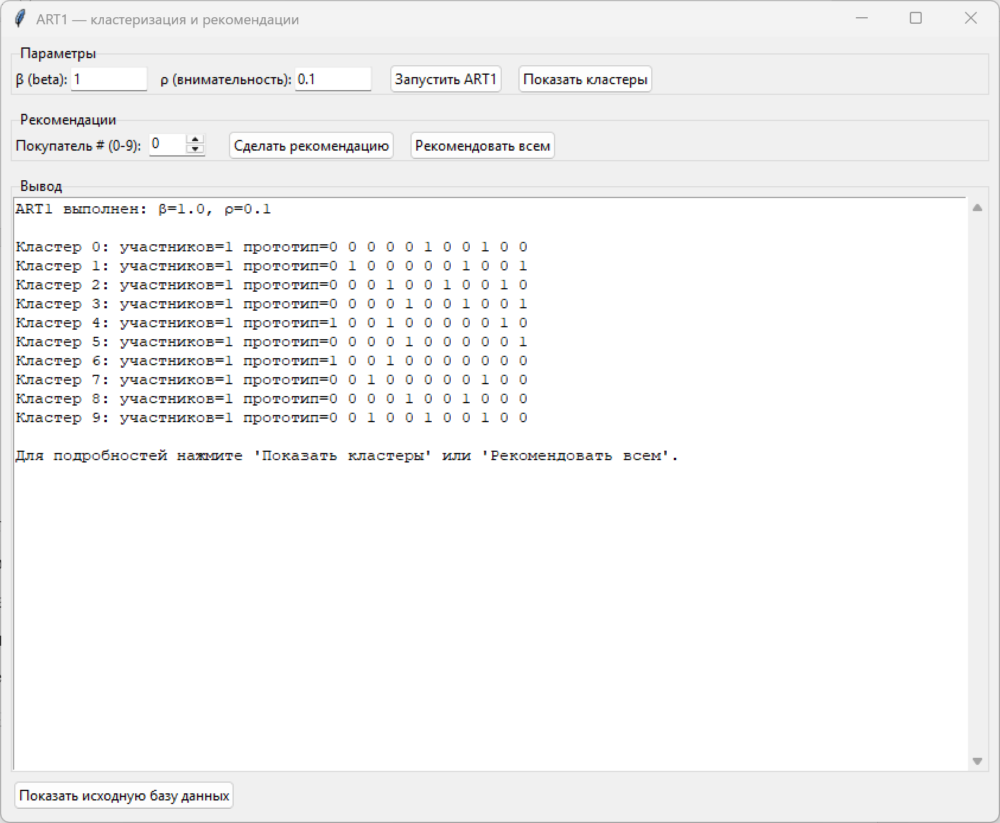 ART1 — кластеризация и рекомендации
Параметры
β (beta): 1 ρ (внимательность): 0.1 Запустить ART1 Показать кластеры
Рекомендации
Покупатель # (0-9): 0 Сделать рекомендацию Рекомендовать всем
Вывод
ART1 выполнен: β=1.0, ρ=0.1
Кластер 0: участников=1 прототип=0 0 0 0 0 1 0 0 1 0 0
Кластер 1: участников=1 прототип=0 1 0 0 0 0 0 1 0 0 1
Кластер 2: участников=1 прототип=0 0 0 1 0 0 1 0 0 1 0
Кластер 3: участников=1 прототип=0 0 0 0 1 0 0 1 0 0 1
Кластер 4: участников=1 прототип=1 0 0 1 0 0 0 0 0 1 0
Кластер 5: участников=1 прототип=0 0 0 0 1 0 0 0 0 0 1
Кластер 6: участников=1 прототип=1 0 0 1 0 0 0 0 0 0 0
Кластер 7: участников=1 прототип=0 0 1 0 0 0 0 0 1 0 0
Кластер 8: участников=1 прототип=0 0 0 0 1 0 0 1 0 0 0
Кластер 9: участников=1 прототип=0 0 1 0 0 1 0 0 1 0 0
Для подробностей нажмите 'Показать кластеры' или 'Рекомендовать всем'.
Показать исходную базу данных